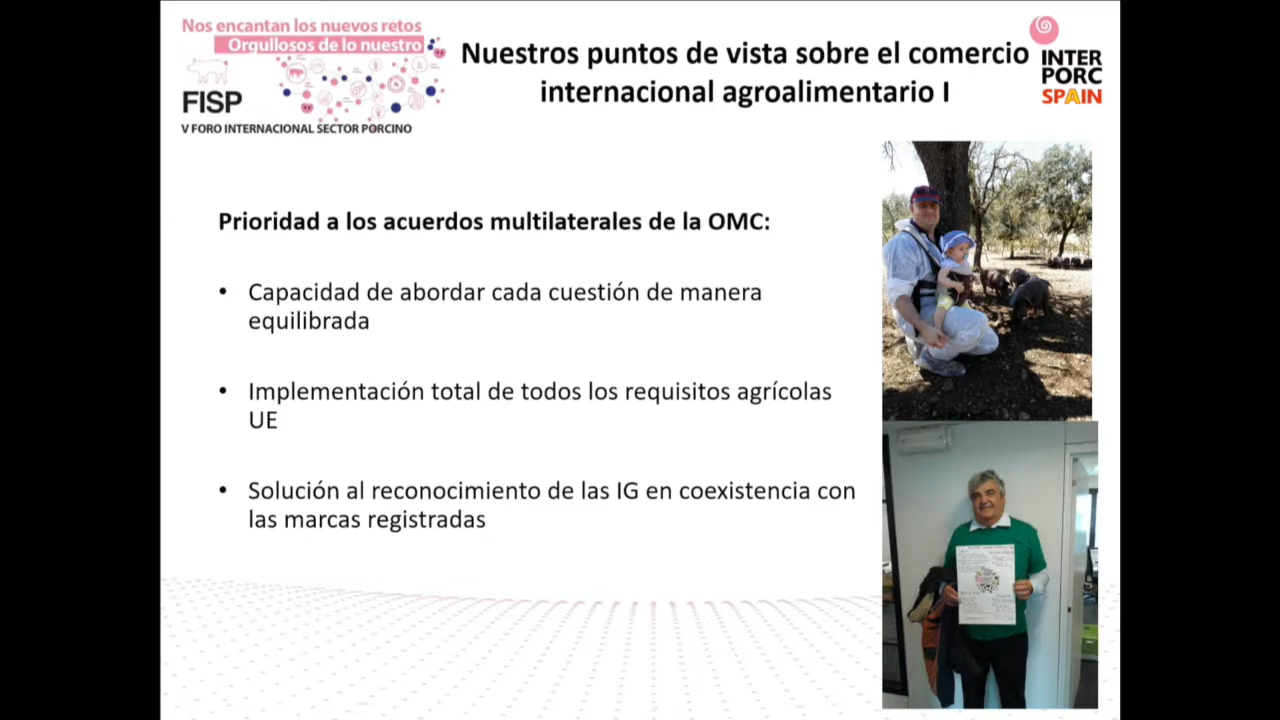 Nos encantan los nuevos retos
Orgullosos de lo nuestro
FISP
V FORO INTERNACIONAL SECTOR PORCINO
Nuestros puntos de vista sobre el comercio
internacional agroalimentario I
INTER
PORC
SPAIN
Prioridad a los acuerdos multilaterales de la OMC:
• Capacidad de abordar cada cuestión de manera
equilibrada
• Implementación total de todos los requisitos agrícolas
UE
• Solución al reconocimiento de las IG en coexistencia con
las marcas registradas